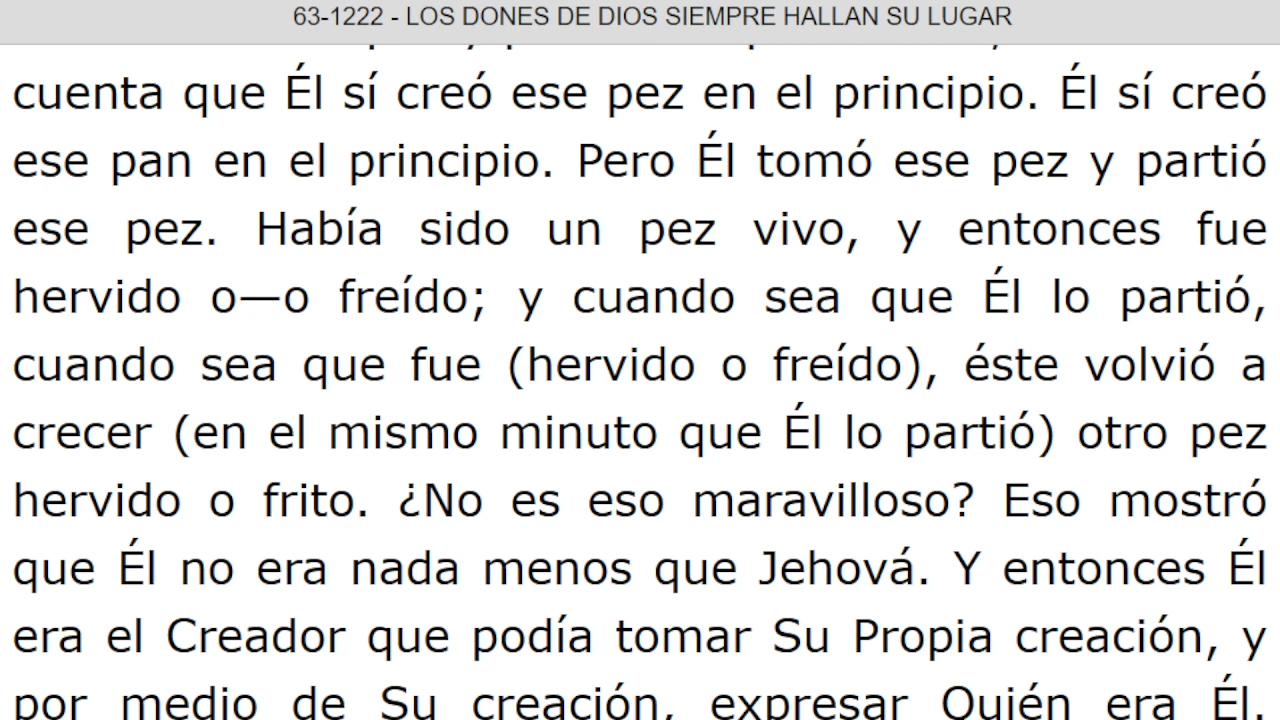 63-1222 - LOS DONES DE DIOS SIEMPRE HALLAN SU LUGAR
cuenta que Él sí creó ese pez en el principio. Él sí creó
ese pan en el principio. Pero Él tomó ese pez y partió
ese pez. Había sido un pez vivo, y entonces fue
hervido o—o freído; y cuando sea que Él lo partió,
cuando sea que fue (hervido o freído), éste volvió a
crecer (en el mismo minuto que Él lo partió) otro pez
hervido o frito. ¿No es eso maravilloso? Eso mostró
que Él no era nada menos que Jehová. Y entonces Él
era el Creador que podía tomar Su Propia creación, y
por medio de Su creación, expresar Quién era Él.